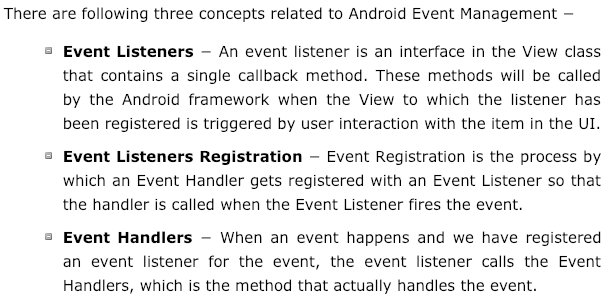 There are following three concepts related to Android Event Management −
Event Listeners − An event listener is an interface in the View class
that contains a single callback method. These methods will be called
by the Android framework when the View to which the listener has
been registered is triggered by user interaction with the item in the UI.
Event Listeners Registration − Event Registration is the process by
which an Event Handler gets registered with an Event Listener so that
the handler is called when the Event Listener fires the event.
Event Handlers − When an event happens and we have registered
an event listener for the event, the event listener calls the Event
Handlers, which is the method that actually handles the event.